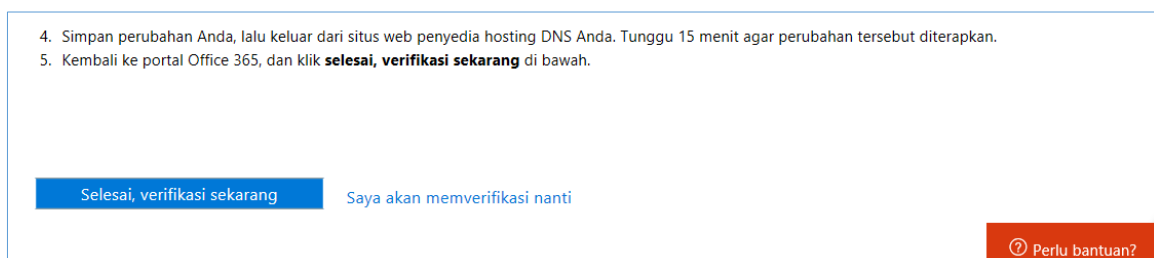 4. Simpan perubahan Anda, lalu keluar dari situs web penyedia hosting DNS Anda. Tunggu 15 menit agar perubahan tersebut diterapkan.
5. Kembali ke portal Office 365, dan klik selesai, verifikasi sekarang di bawah.
Selesai, verifikasi sekarang
Saya akan memverifikasi nanti
Perlu bantuan?